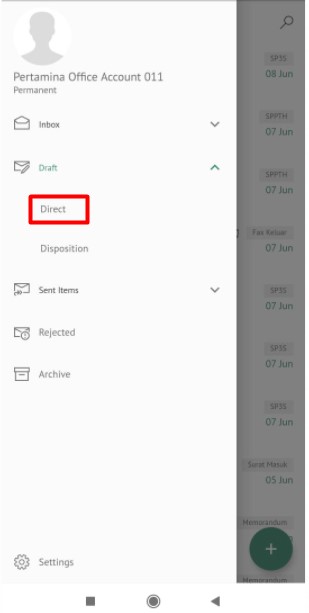 Pertamina Office Account 011
Permanent
Inbox
Draft
Direct
Disposition
Sent Items
Rejected
Archive
Settings
SP3S
08 Jun
SPPTH
07 Jun
SPPTH
07 Jun
Fax Keluar
07 Jun
SP3S
07 Jun
SP3S
07 Jun
SP3S
07 Jun
Surat Masuk
05 Jun
Memorandum
Memorandum